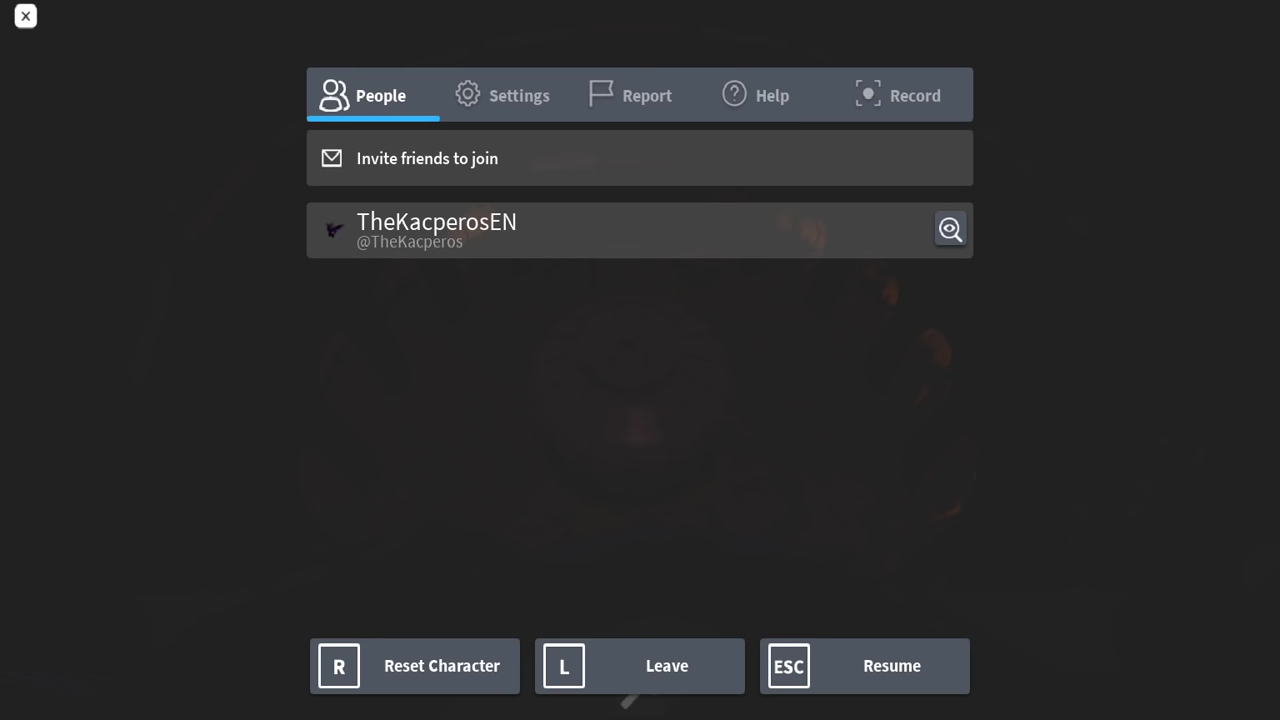 People
Settings
Report
Help
Record
Invite friends to join
TheKacperosEN
@TheKacperos
R
Reset Character
L
Leave
ESC
Resume